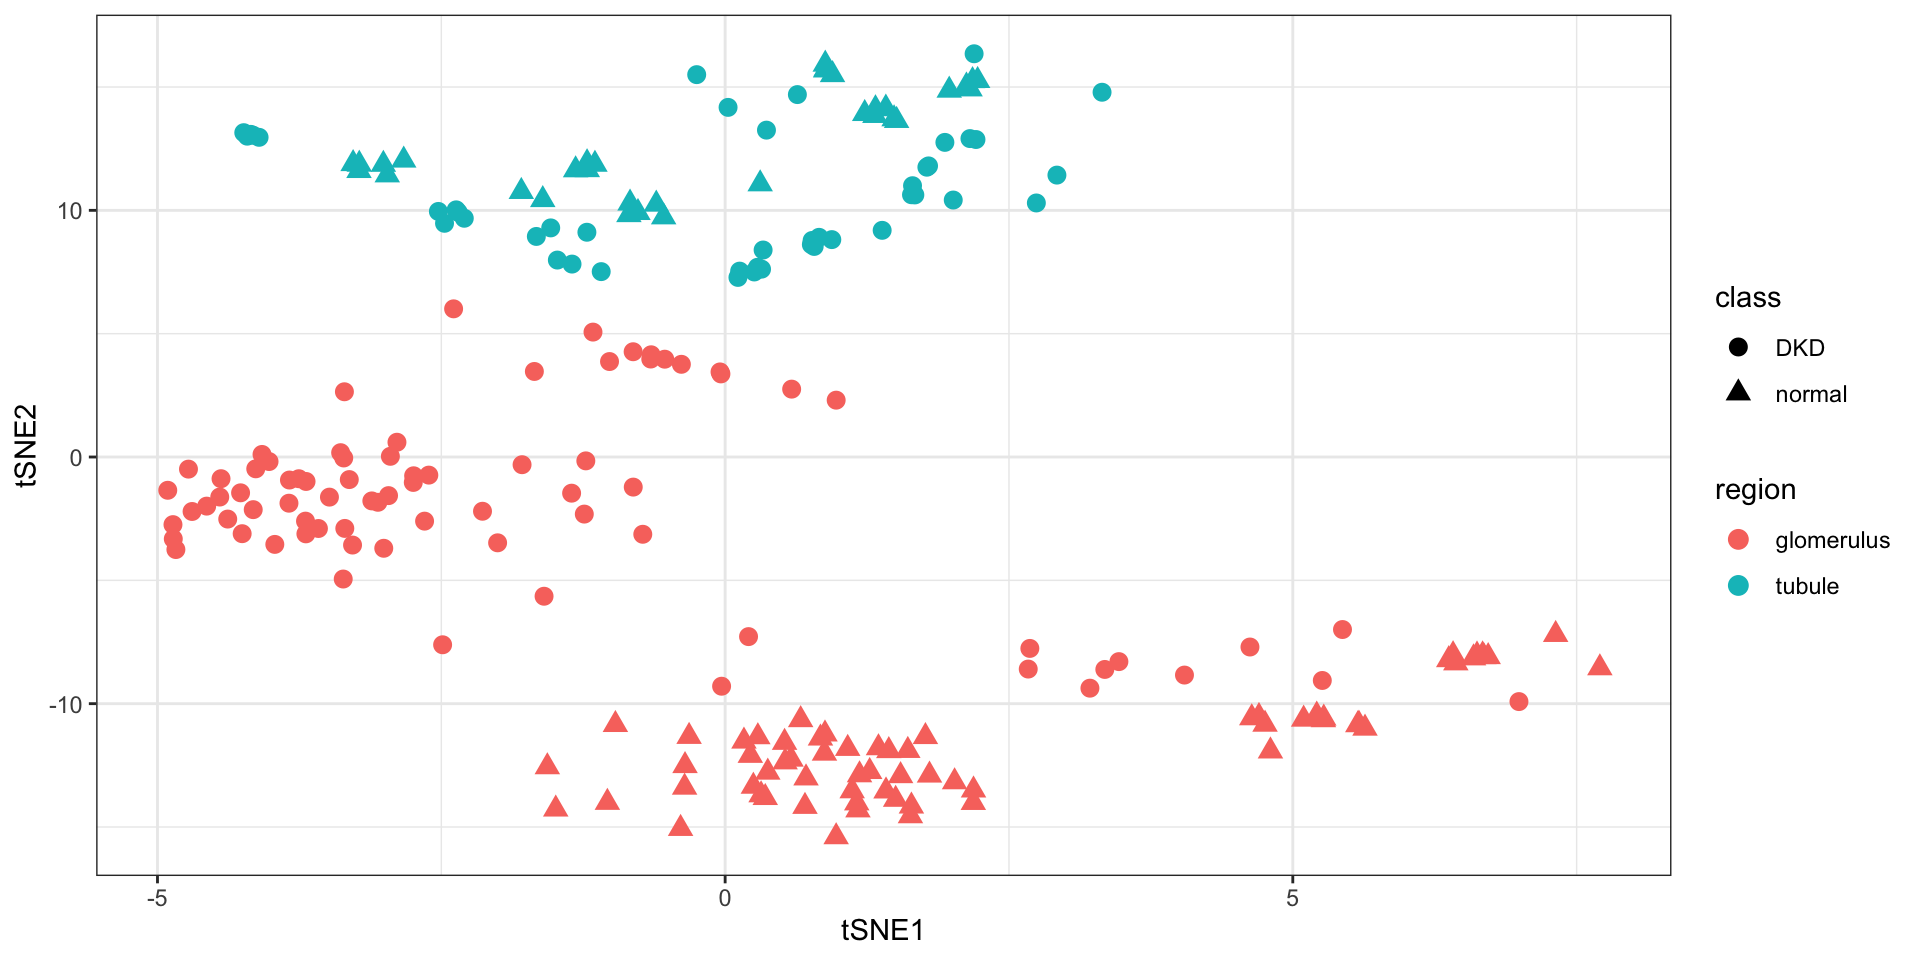 10
0
-10
tSNE2
-5
0
5
tSNE1
class
DKD
normal
region
glomerulus
tubule